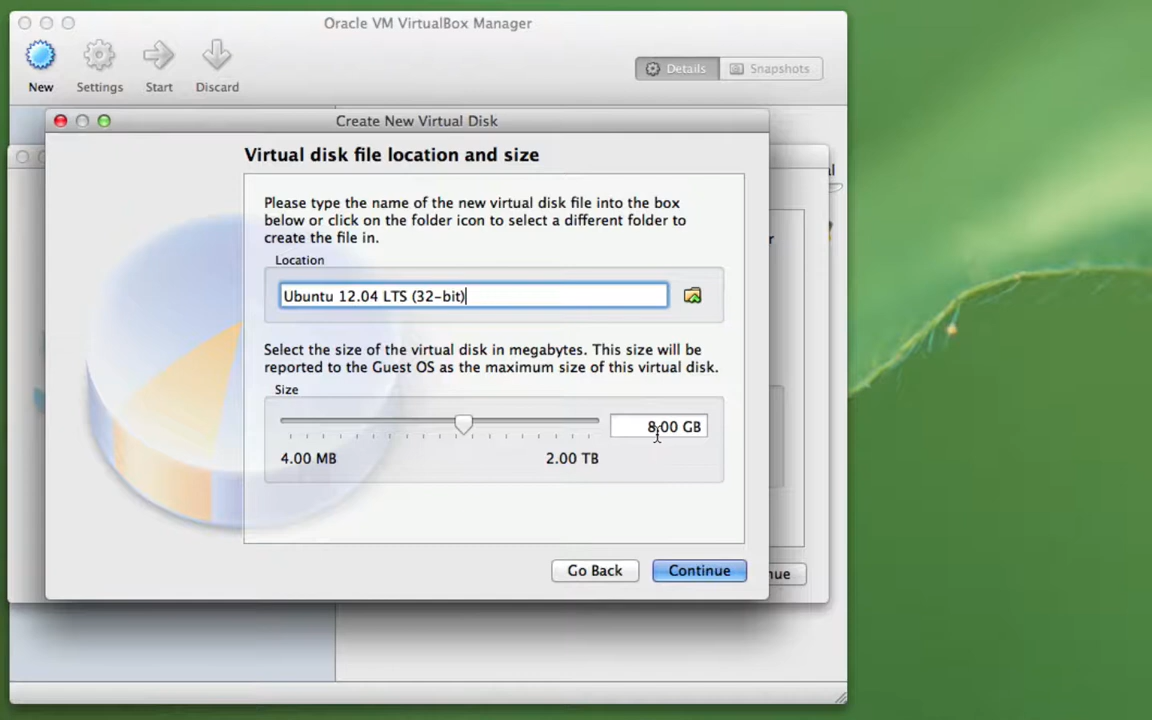 Oracle VM VirtualBox Manager
New
Settings
Start
Discard
Details
Snapshots
Create New Virtual Disk
Virtual disk file location and size
Please type the name of the new virtual disk file into the box
below or click on the folder icon to select a different folder to
create the file in.
Location
Ubuntu 12.04 LTS (32-bit)
Select the size of the virtual disk in megabytes. This size will be
reported to the Guest OS as the maximum size of this virtual disk.
Size
8.00 GB
4.00 MB
2.00 TB
Go Back
Continue